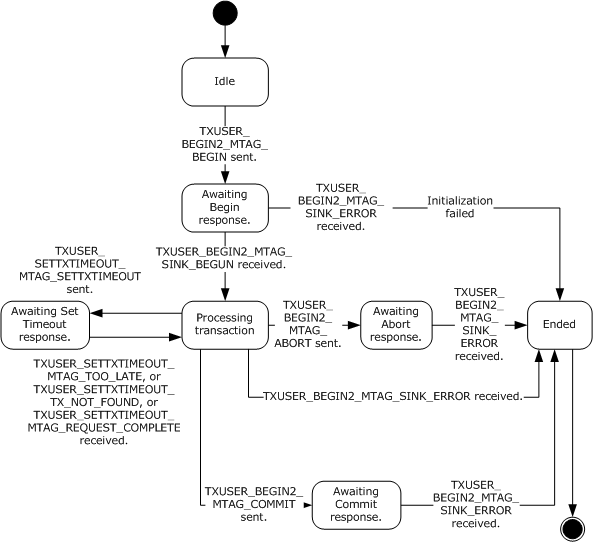 Idle
TXUSER_
BEGIN2_MTAG_
BEGIN sent.
Awaiting
Begin
response.
TXUSER_
BEGIN2_MTAG_
SINK_ERROR
received.
Initialization
failed
TXUSER_BEGIN2_MTAG_
SINK_BEGUN received.
TXUSER_
SETTXTIMEOUT_
MTAG_SETTXTIMEOUT
sent.
Awaiting Set
Timeout
response.
Processing
transaction
TXUSER_
BEGIN2_
MTAG_
ABORT sent.
Awaiting
Abort
response.
TXUSER_
BEGIN2_
MTAG_
SINK_
ERROR
received.
Ended
TXUSER_SETTXTIMEOUT_
MTAG_TOO_LATE, or
TXUSER_SETTXTIMEOUT_
TX_NOT_FOUND, or
TXUSER_SETTXTIMEOUT_
MTAG_REQUEST_COMPLETE
received.
TXUSER_BEGIN2_MTAG_SINK_ERROR received.
TXUSER_BEGIN2_
MTAG_COMMIT
sent.
Awaiting
Commit
response.
TXUSER_
BEGIN2_MTAG_
SINK_ERROR
received.